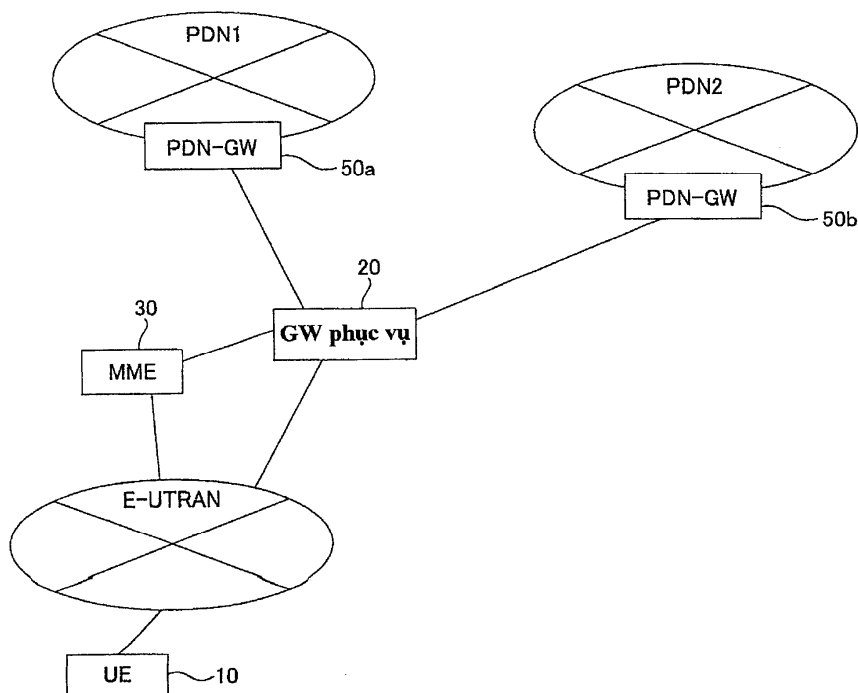 PDN1
PDN-GW
50a
PDN2
PDN-GW
50b
20
GW phục vụ
30
MME
E-UTRAN
UE
10